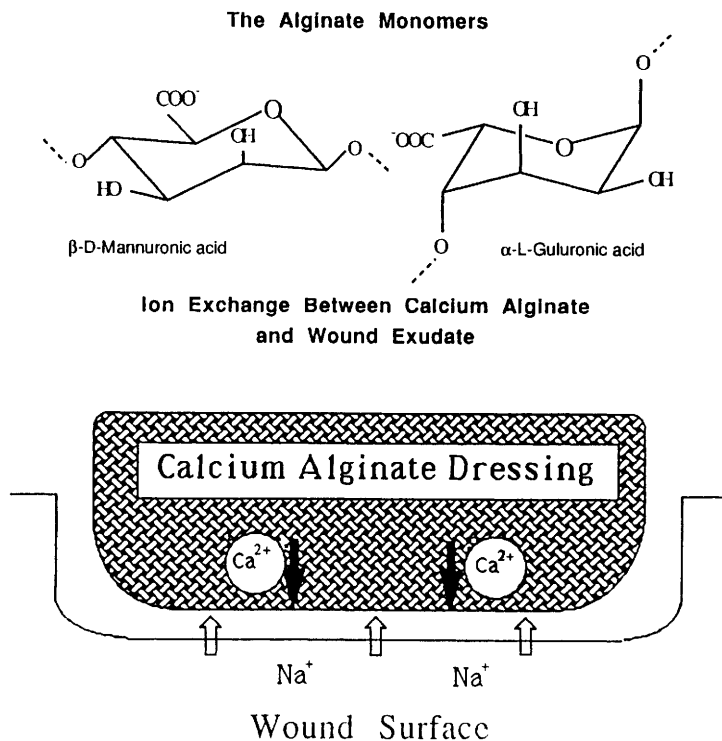 The Alginate Monomers
COO⁻
O
OH
O
HO
O
β-D-Mannuronic acid
O
OH
⁻OOC
O
OH
O
α-L-Guluronic acid
Ion Exchange Between Calcium Alginate
and Wound Exudate
Calcium Alginate Dressing
Ca²⁺
Ca²⁺
Na⁺
Na⁺
Wound Surface